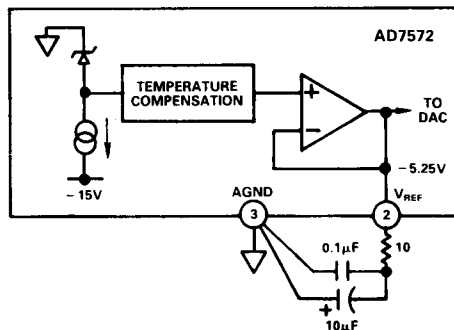 AD7572
TEMPERATURE
COMPENSATION
+
−
TO
DAC
−5.25V
−15V
AGND
VREF
3
2
10
0.1μF
+
10μF